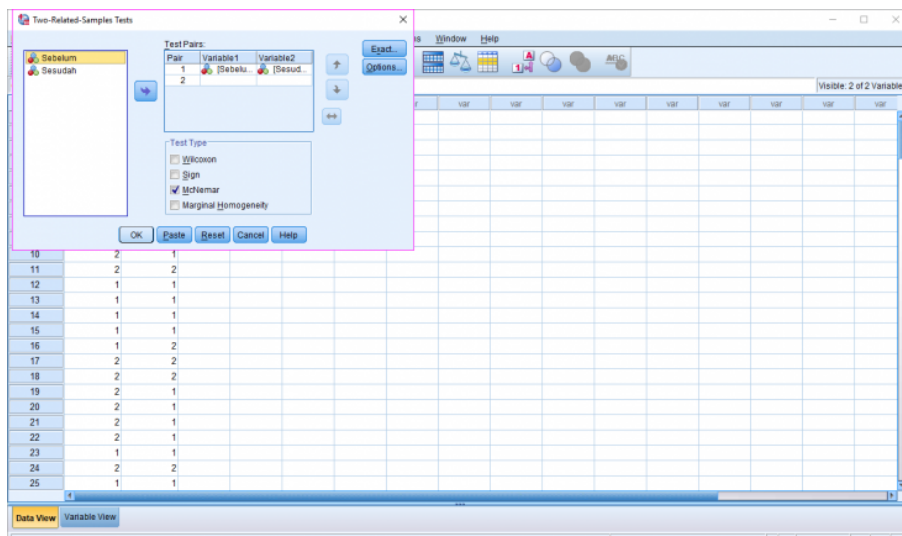 Two-Related-Samples Tests
Test Pairs:
Sebelum
Sesudah
Pair Variable1 Variable2
1 [Sebelu... [Sesud...
2
Exact...
Options...
Test Type
Wilcoxon
Sign
McNemar
Marginal Homogeneity
OK Paste Reset Cancel Help
Window Help
Visible: 2 of 2 Variable
var var var var var var var var var
10 2 1
11 2 2
12 1 1
13 1 1
14 1 1
15 1 1
16 1 2
17 2 2
18 2 2
19 2 1
20 2 1
21 2 1
22 2 1
23 1 1
24 2 2
25 1 1
Data View Variable View